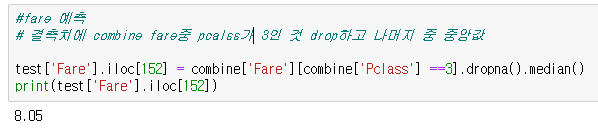 #fare 예측
# 결측치에 combine fare중 pcalss가 3인 것 drop하고 나머지 중 중앙값
test['Fare'].iloc[152] = combine['Fare'][combine['Pclass'] ==3].dropna().median()
print(test['Fare'].iloc[152])
8.05